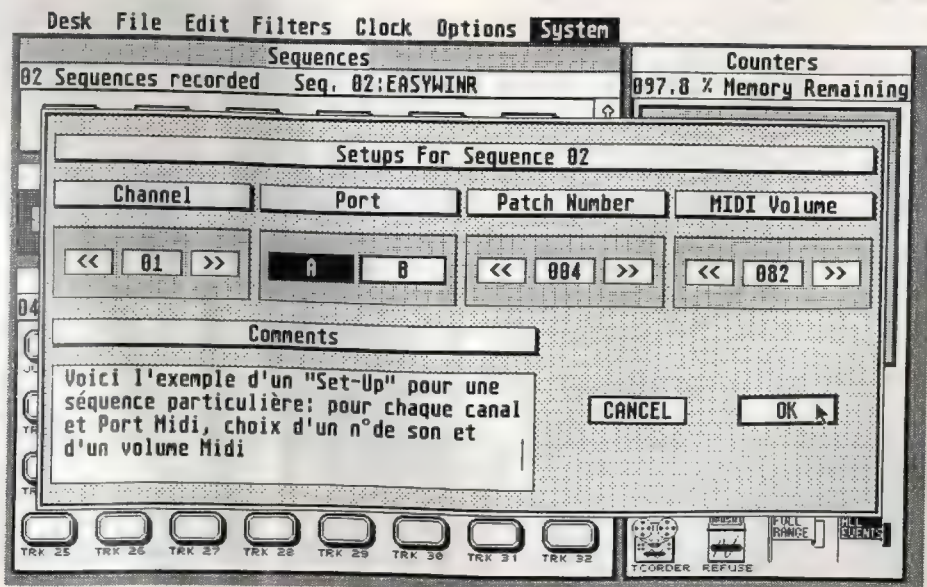 Desk File Edit Filters Clock Options System
Sequences
Counters
02 Sequences recorded Seq. 02:EASYWINR
097.8 % Memory Remaining
Setups For Sequence 02
Channel Port Patch Number MIDI Volume
<< 01 >> A B << 004 >> << 082 >>
04
Comments
Voici l'exemple d'un "Set-Up" pour une
séquence particulière: pour chaque canal
et Port Midi, choix d'un n°de son et
d'un volume Midi
CANCEL OK
FULL
RANGE
ALL
EVENTS
TRK 25 TRK 26 TRK 27 TRK 28 TRK 29 TRK 30 TRK 31 TRK 32
TCORDER REFUSE